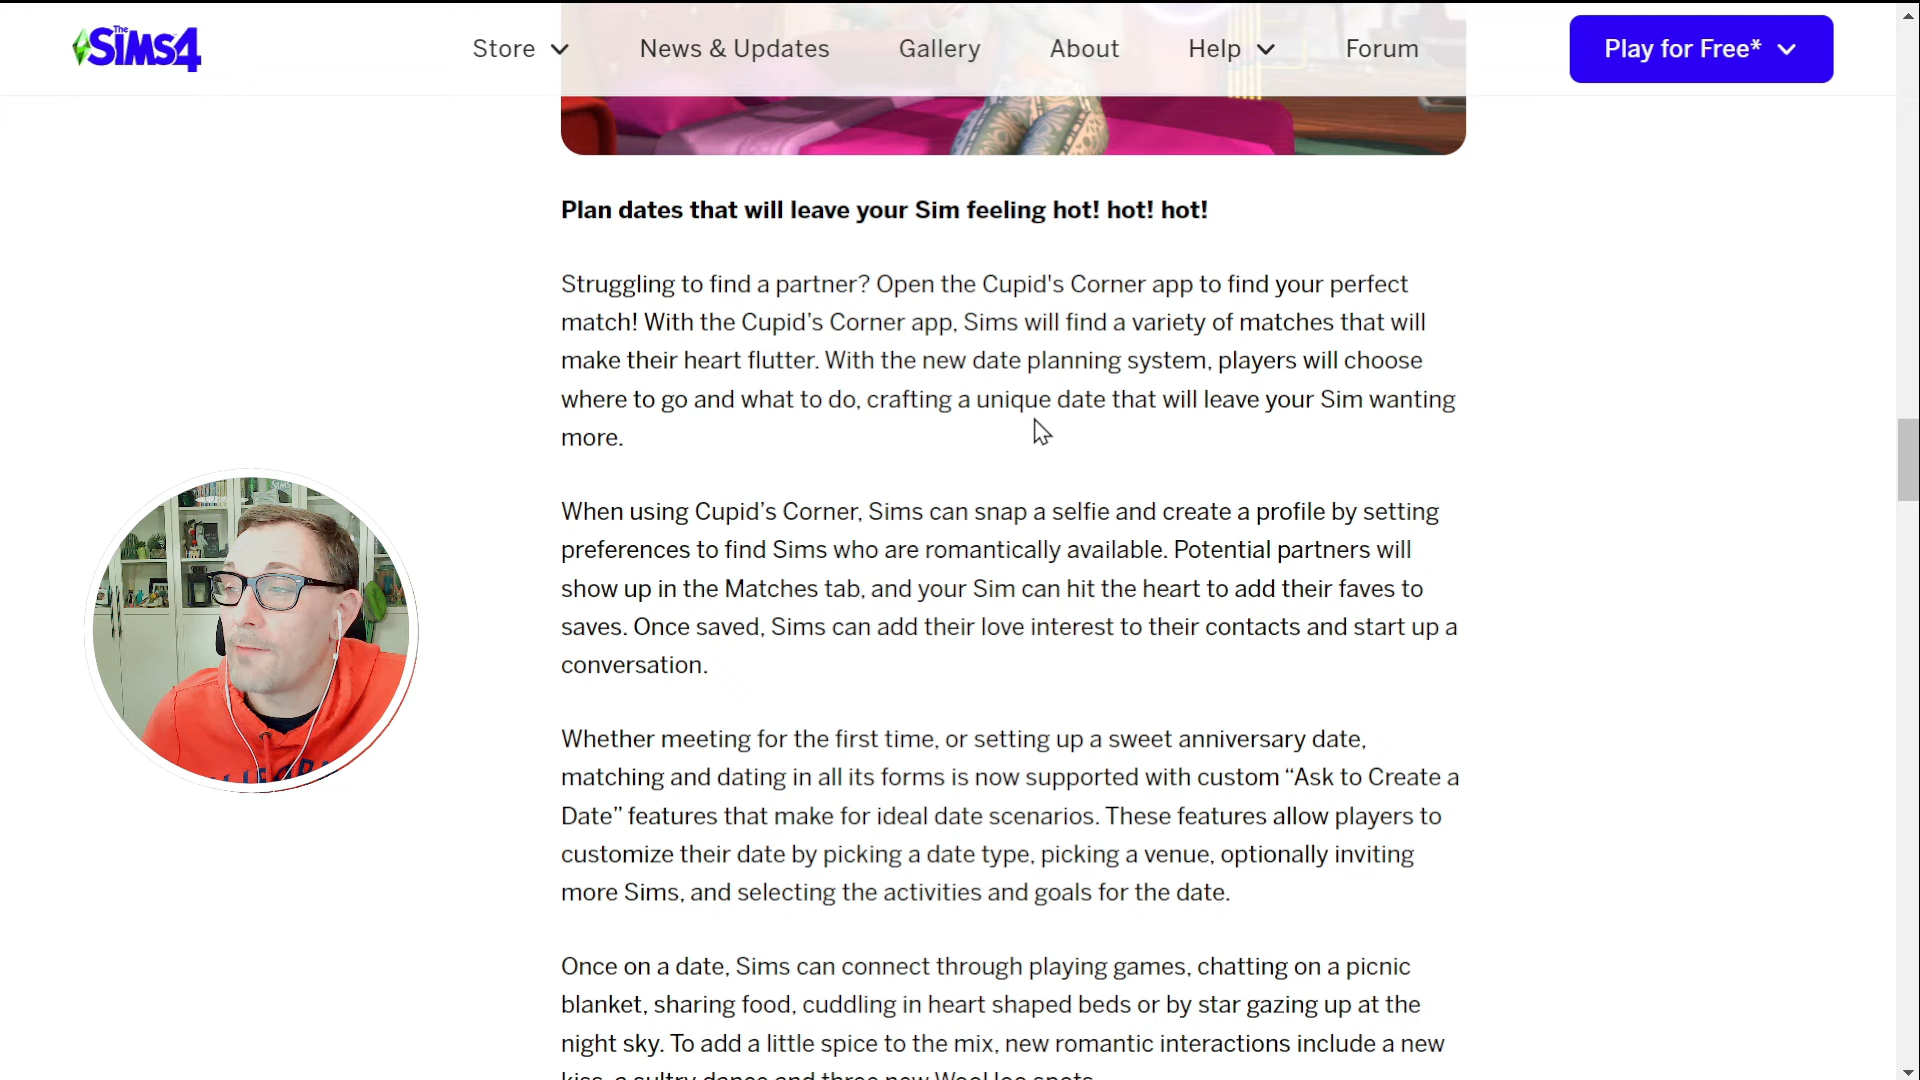 The
SiMS4
Store
News & Updates
Gallery
About
Help
Forum
Play for Free*
Plan dates that will leave your Sim feeling hot! hot! hot!
Struggling to find a partner? Open the Cupid's Corner app to find your perfect
match! With the Cupid’s Corner app, Sims will find a variety of matches that will
make their heart flutter. With the new date planning system, players will choose
where to go and what to do, crafting a unique date that will leave your Sim wanting
more.
When using Cupid’s Corner, Sims can snap a selfie and create a profile by setting
preferences to find Sims who are romantically available. Potential partners will
show up in the Matches tab, and your Sim can hit the heart to add their faves to
saves. Once saved, Sims can add their love interest to their contacts and start up a
conversation.
Whether meeting for the first time, or setting up a sweet anniversary date,
matching and dating in all its forms is now supported with custom “Ask to Create a
Date” features that make for ideal date scenarios. These features allow players to
customize their date by picking a date type, picking a venue, optionally inviting
more Sims, and selecting the activities and goals for the date.
Once on a date, Sims can connect through playing games, chatting on a picnic
blanket, sharing food, cuddling in heart shaped beds or by star gazing up at the
night sky. To add a little spice to the mix, new romantic interactions include a new
kiss, a sultry dance and three new WooHoo spots.